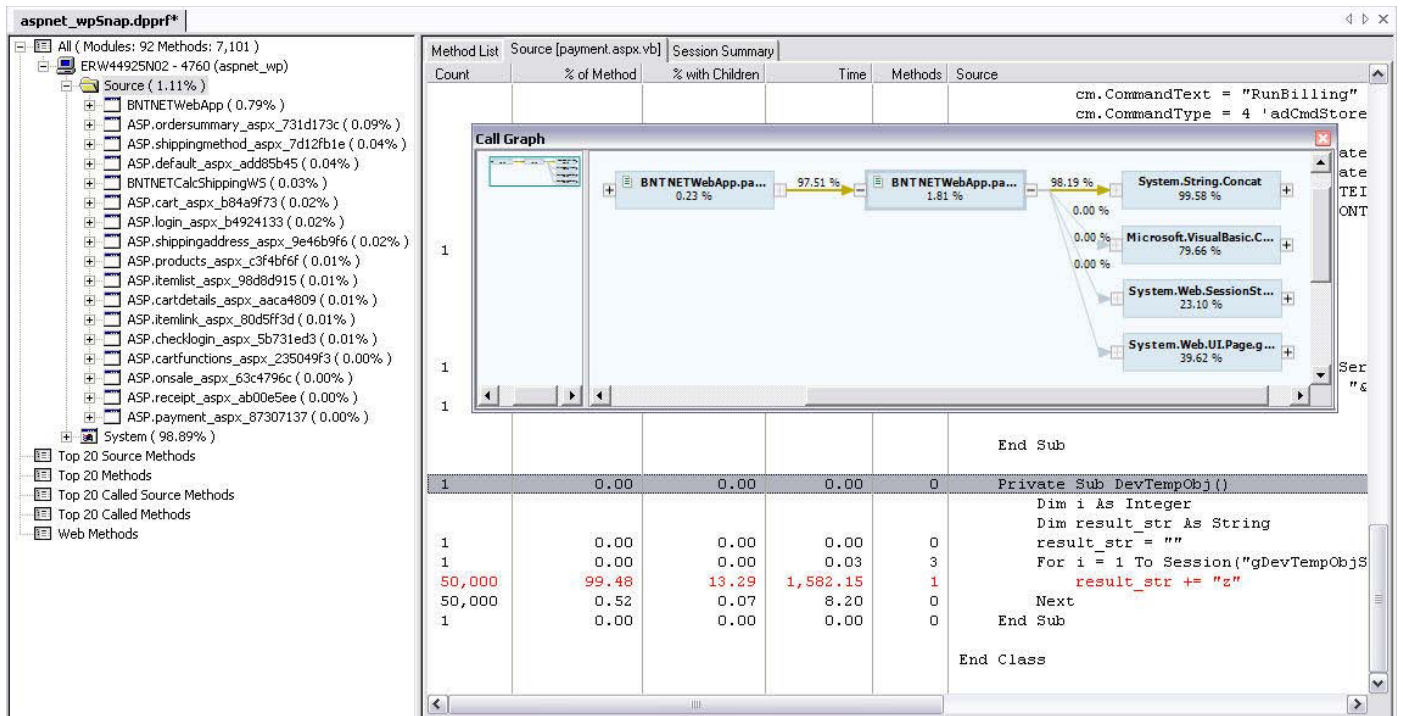 aspnet_wpSnap.dpprf*
All ( Modules: 92 Methods: 7,101 )
ERW44925N02 - 4760 (aspnet_wp)
Source ( 1.11% )
BNTNETWebApp ( 0.79% )
ASP.ordersummary_aspx_731d173c ( 0.09% )
ASP.shippingmethod_aspx_7d12fb1e ( 0.04% )
ASP.default_aspx_add85b45 ( 0.04% )
BNTNETCalcShippingWS ( 0.03% )
ASP.cart_aspx_b84a9f73 ( 0.02% )
ASP.login_aspx_b4924133 ( 0.02% )
ASP.shippingaddress_aspx_9e46b9f6 ( 0.02% )
ASP.products_aspx_c3f4bf6f ( 0.01% )
ASP.itemlist_aspx_98d8d915 ( 0.01% )
ASP.cartdetails_aspx_aaca4809 ( 0.01% )
ASP.itemlink_aspx_80d5ff3d ( 0.01% )
ASP.checklogin_aspx_5b731ed3 ( 0.01% )
ASP.cartfunctions_aspx_235049f3 ( 0.00% )
ASP.onsale_aspx_63c4796c ( 0.00% )
ASP.receipt_aspx_ab00e5ee ( 0.00% )
ASP.payment_aspx_87307137 ( 0.00% )
System ( 98.89% )
Top 20 Source Methods
Top 20 Methods
Top 20 Called Source Methods
Top 20 Called Methods
Web Methods
Method List Source [payment.aspx.vb] Session Summary
Count % of Method % with Children Time Methods Source
cm.CommandText = "RunBilling"
cm.CommandType = 4 'adCmdStore
Call Graph
ate
ate
TEI
ONT
BNTNETWebApp.pa...
0.23 %
97.51 %
BNTNETWebApp.pa...
1.81 %
98.19 %
System.String.Concat
99.58 %
0.00 %
0.00 %
Microsoft.VisualBasic.C...
79.66 %
0.00 %
System.Web.SessionSt...
23.10 %
System.Web.UI.Page.g...
39.62 %
1
1 Ser
"&
1
End Sub
1 0.00 0.00 0.00 0 Private Sub DevTempObj()
Dim i As Integer
Dim result_str As String
1 0.00 0.00 0.00 0 result_str = ""
1 0.00 0.00 0.03 3 For i = 1 To Session("gDevTempObjS
50,000 99.48 13.29 1,582.15 1 result_str += "z"
50,000 0.52 0.07 8.20 0 Next
1 0.00 0.00 0.00 0 End Sub
End Class